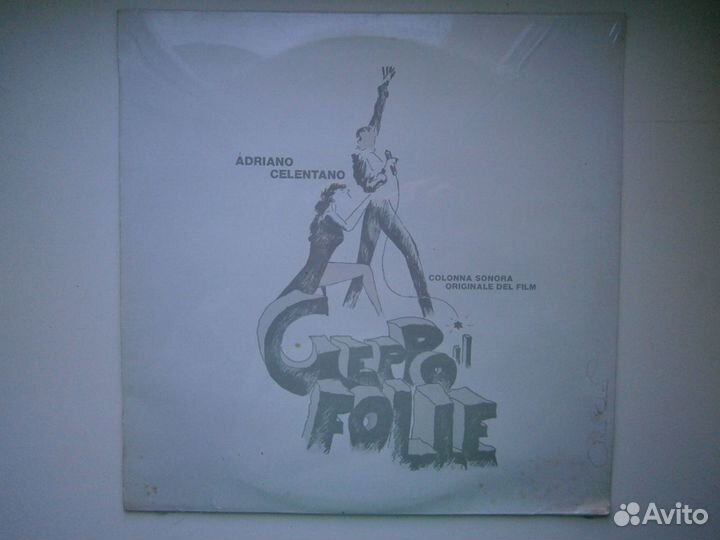 ADRIANO
CELENTANO
COLONNA SONORA
ORIGINALE DEL FILM
GEPPO il
FOLLE
Avito